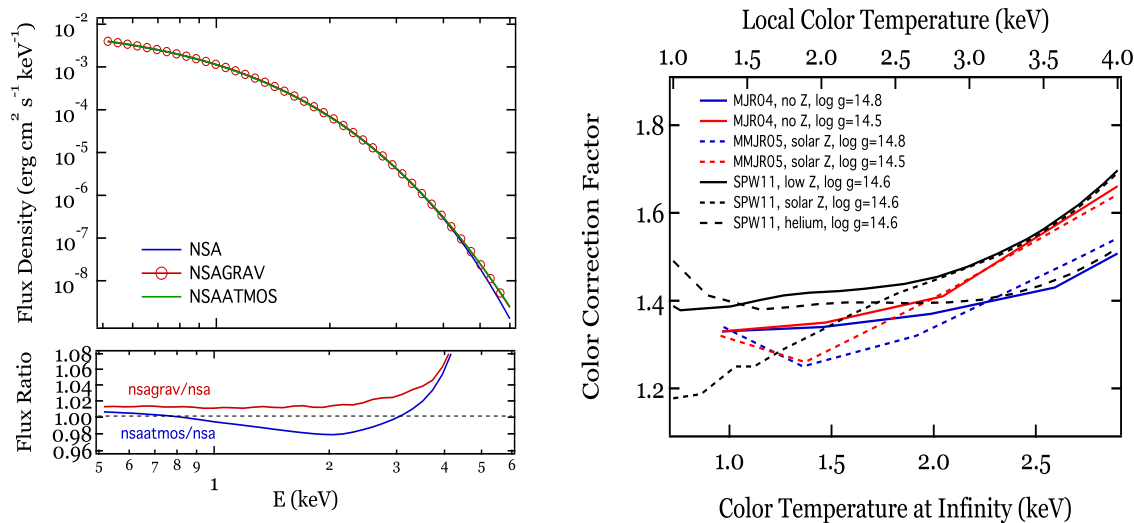 Flux Density (erg cm⁻² s⁻¹ keV⁻¹)
10⁻²
10⁻³
10⁻⁴
10⁻⁵
10⁻⁶
10⁻⁷
10⁻⁸
NSA
NSAGRAV
NSAATMOS
Flux Ratio
1.08
1.06
1.04
1.02
1.00
0.98
0.96
nsagrav/nsa
nsaatmos/nsa
5 6 7 8 9 1 2 3 4 5 6
E (keV)
Local Color Temperature (keV)
1.0 1.5 2.0 2.5 3.0 3.5 4.0
Color Correction Factor
1.8
1.6
1.4
1.2
MJR04, no Z, log g=14.8
MJR04, no Z, log g=14.5
MMJR05, solar Z, log g=14.8
MMJR05, solar Z, log g=14.5
SPW11, low Z, log g=14.6
SPW11, solar Z, log g=14.6
SPW11, helium, log g=14.6
1.0 1.5 2.0 2.5
Color Temperature at Infinity (keV)